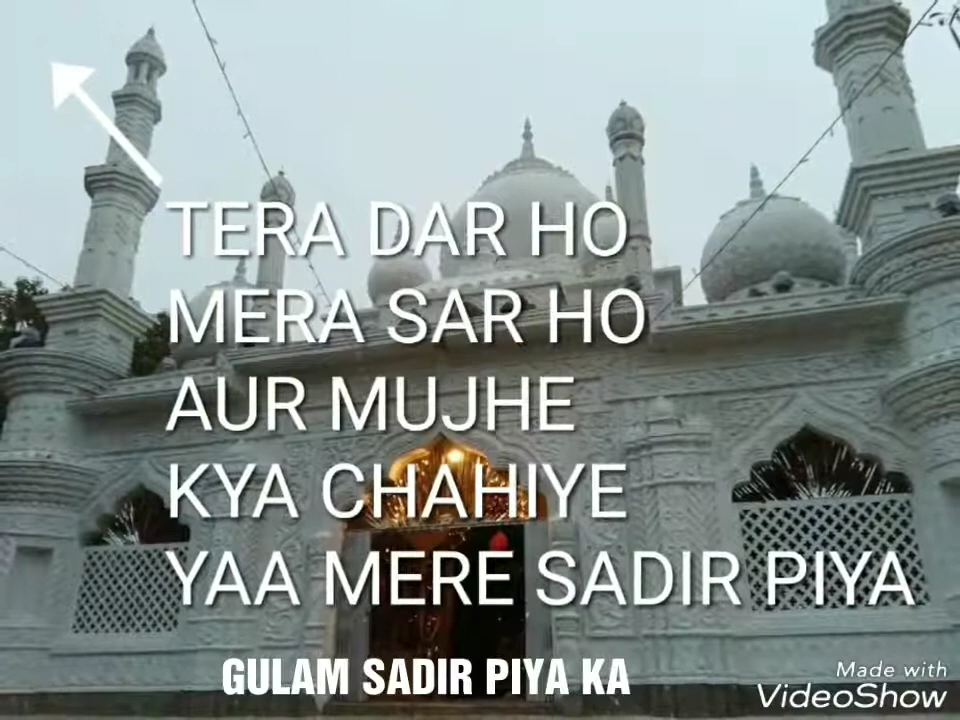 TERA DAR HO
MERA SAR HO
AUR MUJHE
KYA CHAHIYE
YAA MERE SADIR PIYA
GULAM SADIR PIYA KA
Made with
VideoShow